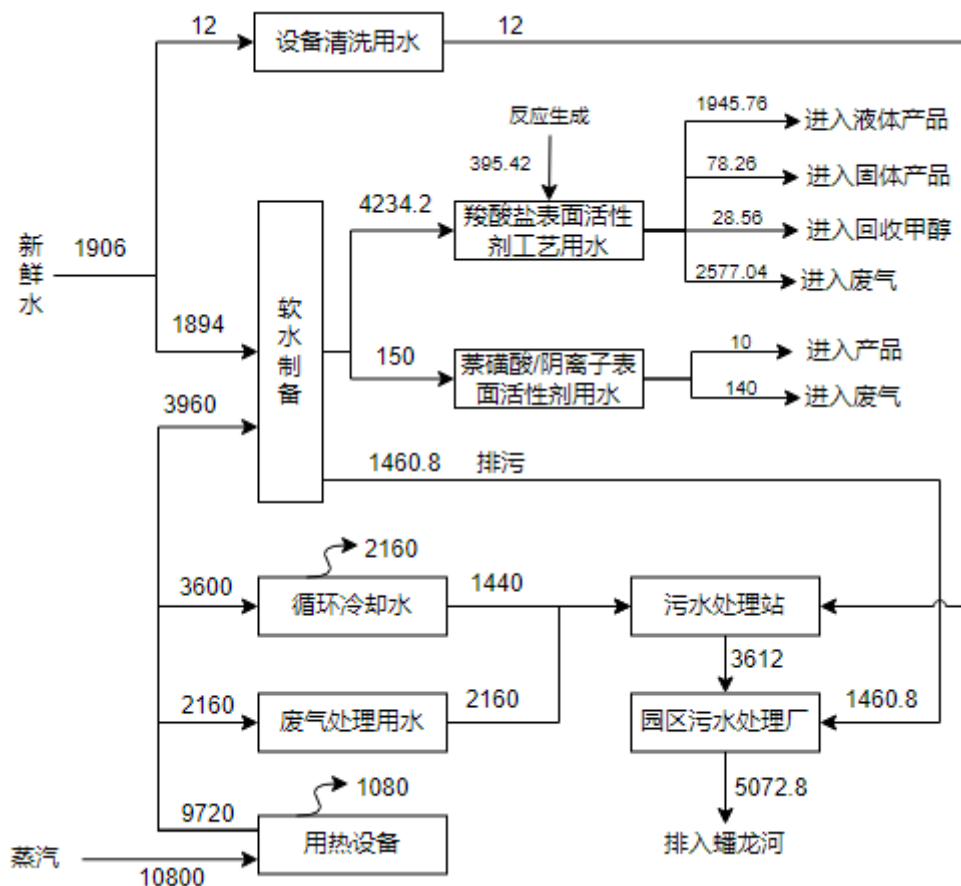 12
设备清洗用水
12
反应生成
395.42
1945.76
进入液体产品
78.26
进入固体产品
4234.2
羧酸盐表面活性
剂工艺用水
28.56
进入回收甲醇
2577.04
进入废气
新
鲜
水
1906
1894
软
水
制
备
150
萘磺酸/阴离子表
面活性剂用水
10
进入产品
140
进入废气
3960
1460.8
排污
2160
3600
循环冷却水
1440
污水处理站
3612
2160
废气处理用水
2160
园区污水处理厂
1460.8
5072.8
排入蟠龙河
1080
9720
用热设备
蒸汽
10800